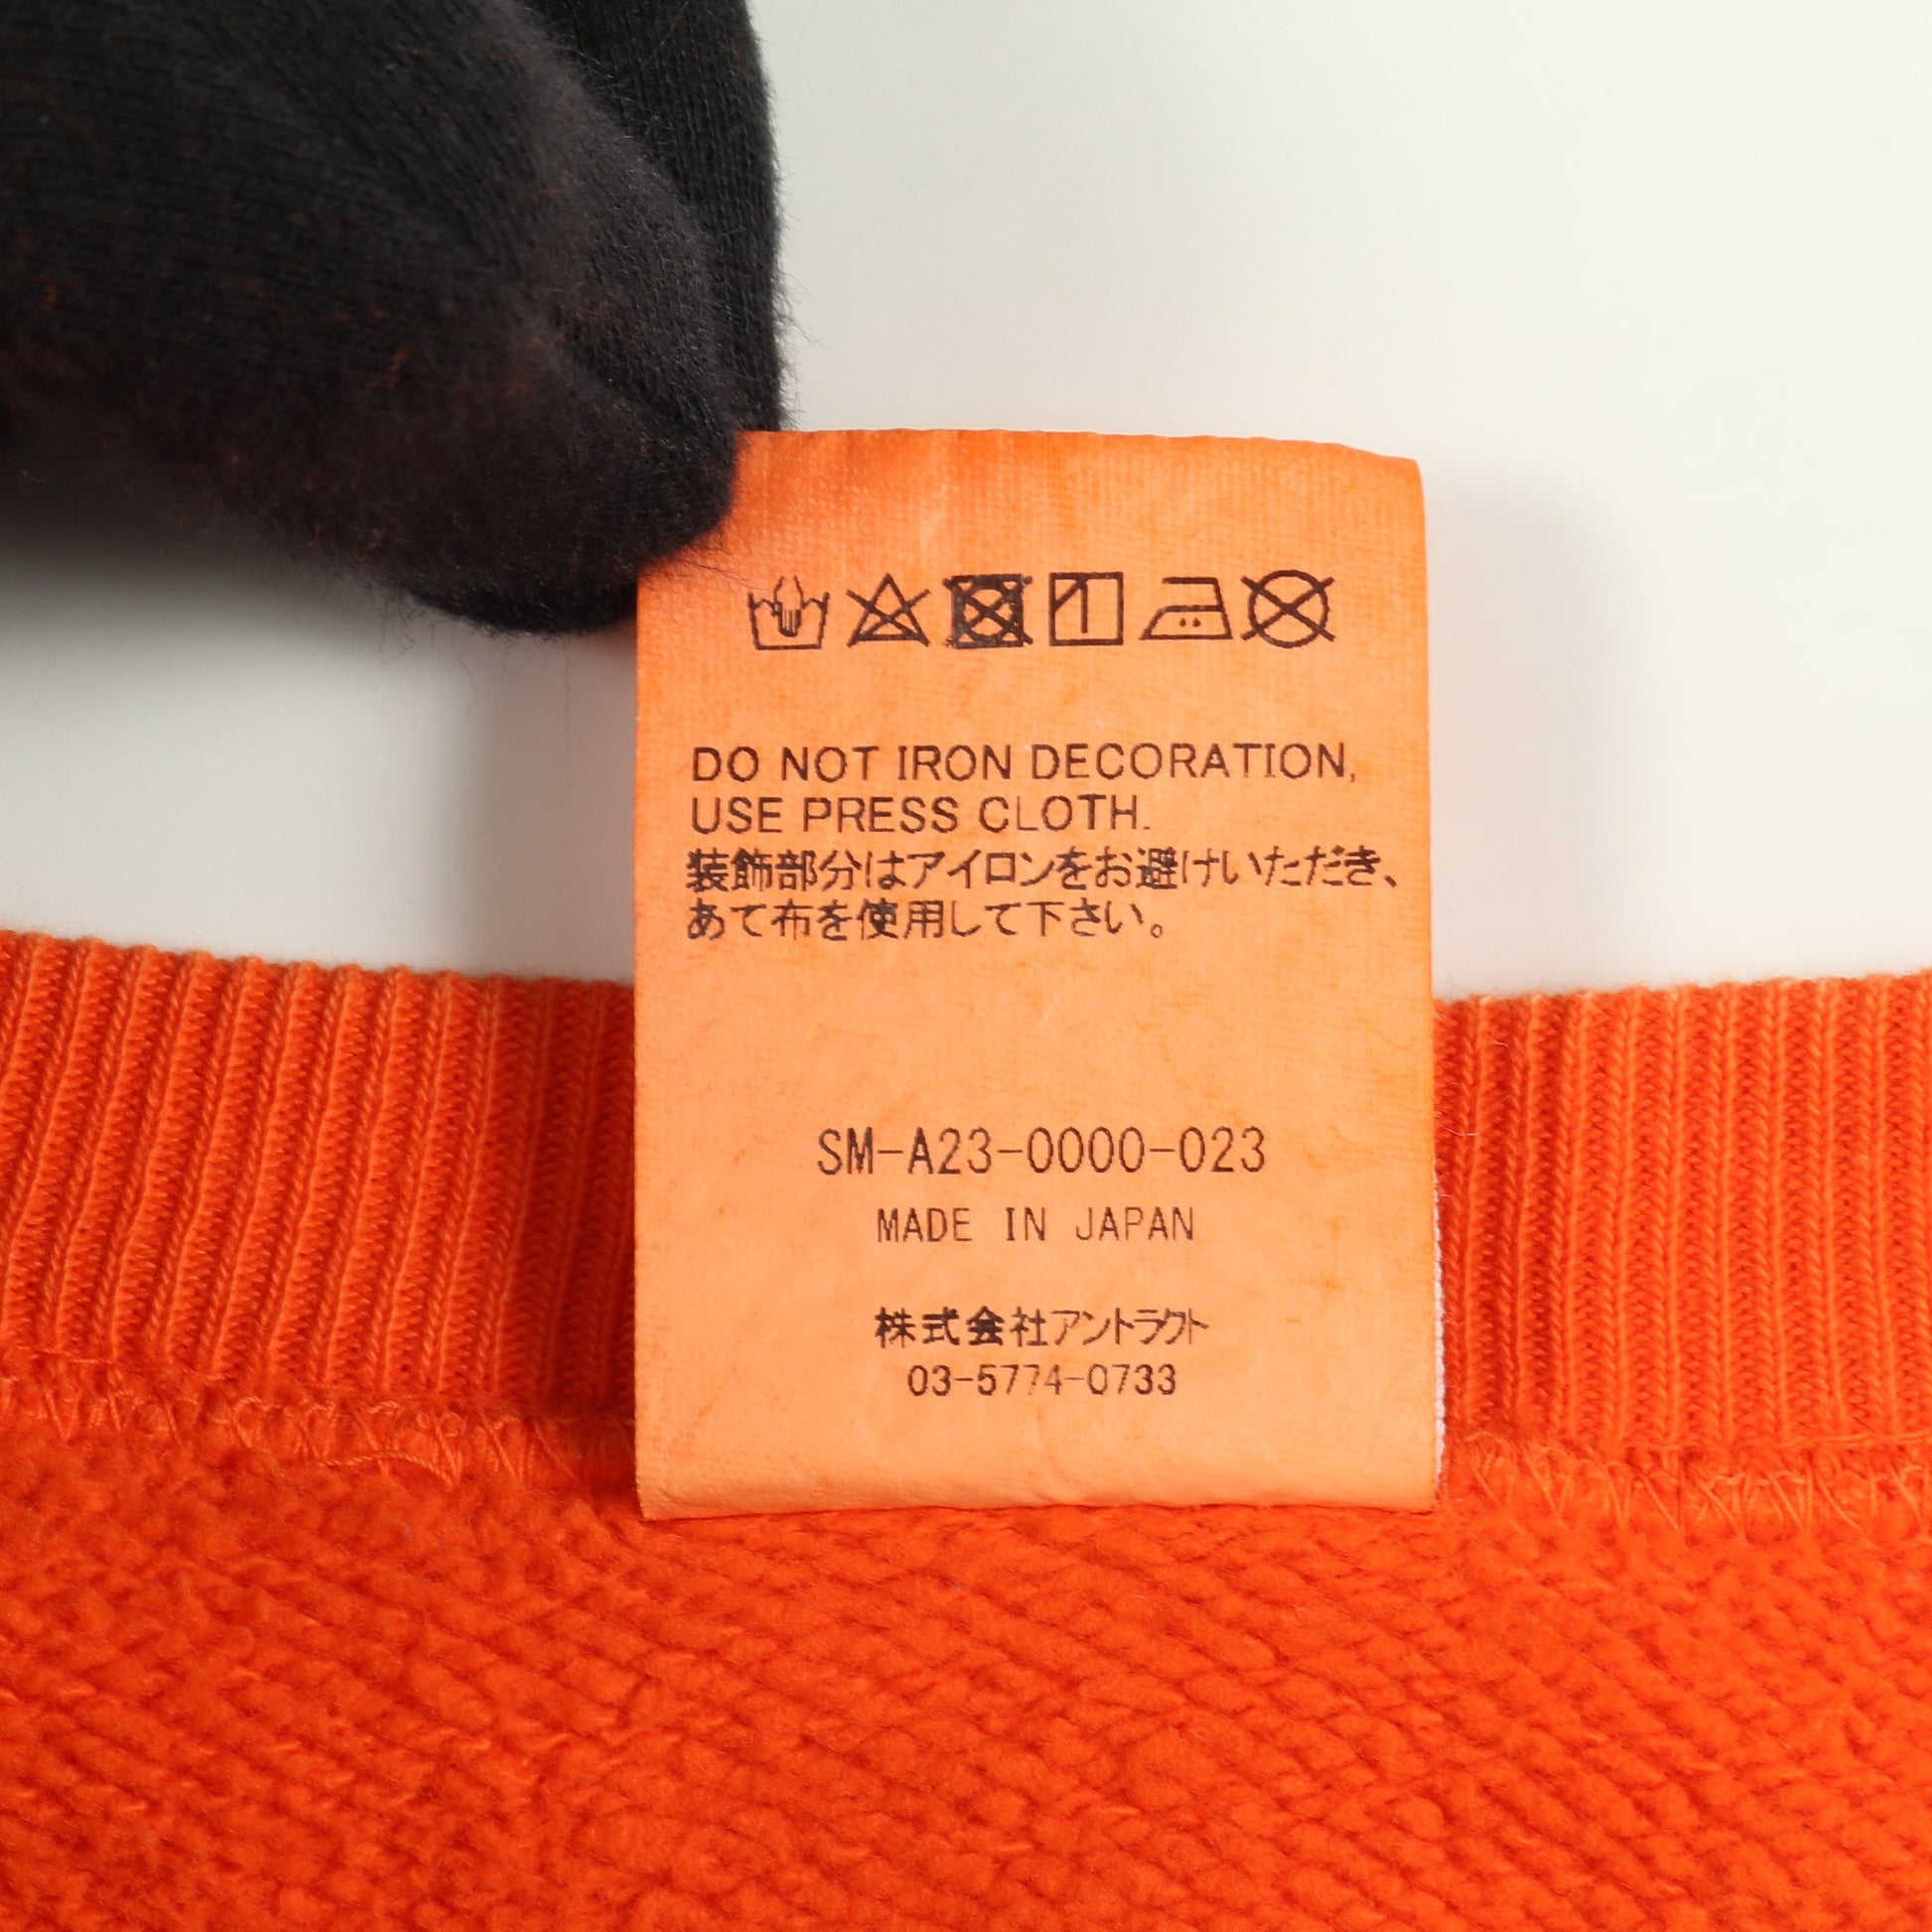 DO NOT IRON DECORATION,
USE PRESS CLOTH.
装飾部分はアイロンをお避けいただき、
あて布を使用して下さい。
SM-A23-0000-023
MADE IN JAPAN
株式会社アントラクト
03-5774-0733